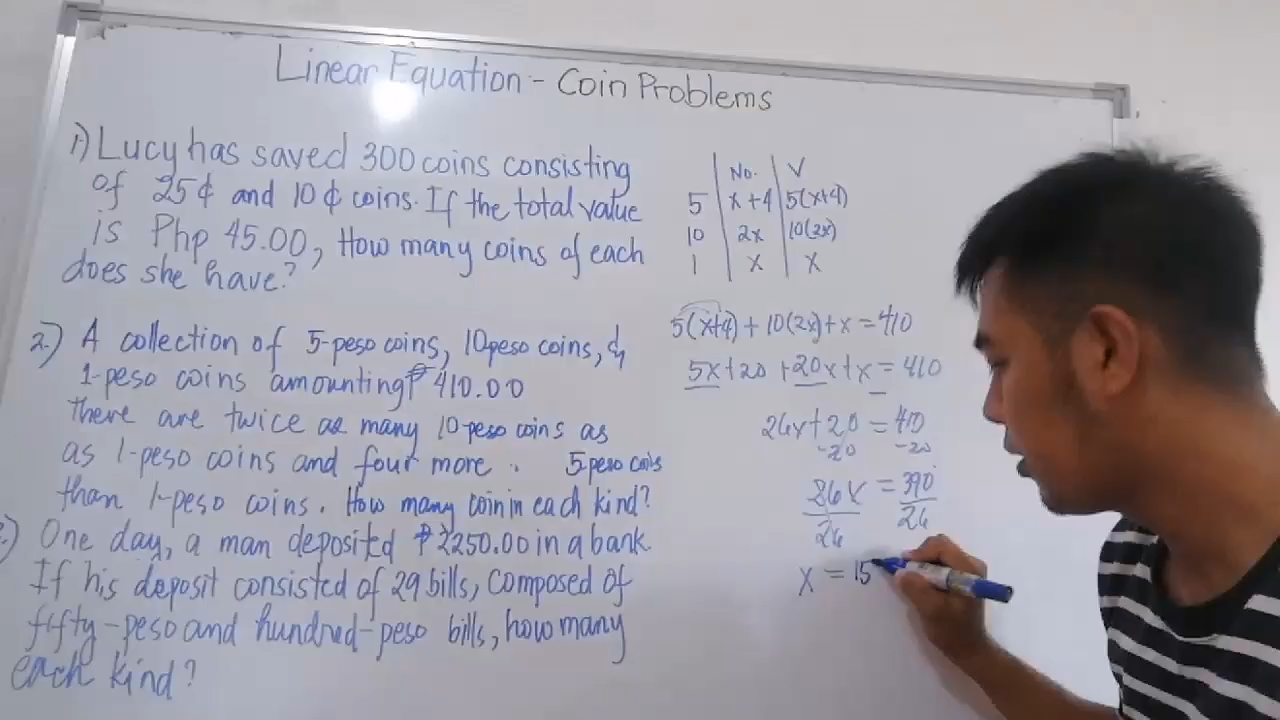 Linear Equation - Coin Problems
1.) Lucy has saved 300 coins consisting
of 25¢ and 10¢ coins. If the total value
is Php 45.00, How many coins of each
does she have?
2.) A collection of 5-peso coins, 10peso coins, &
1-peso coins amounting ₱410.00
there are twice as many 10-peso coins as
as 1-peso coins and four more. 5peso coins
than 1-peso coins. How many coin in each kind?
One day, a man deposited ₱2250.00 in a bank.
If his deposit consisted of 29 bills, composed of
fifty-peso and hundred-peso bills, how many
each kind?
No. V
5 x+4 5(x+4)
10 2x 10(2x)
1 x x
5(x+4) + 10(2x) + x = 410
5x + 20 + 20x + x = 410
26x + 20 = 410
-20 -20
26x = 390
26 26
x = 15